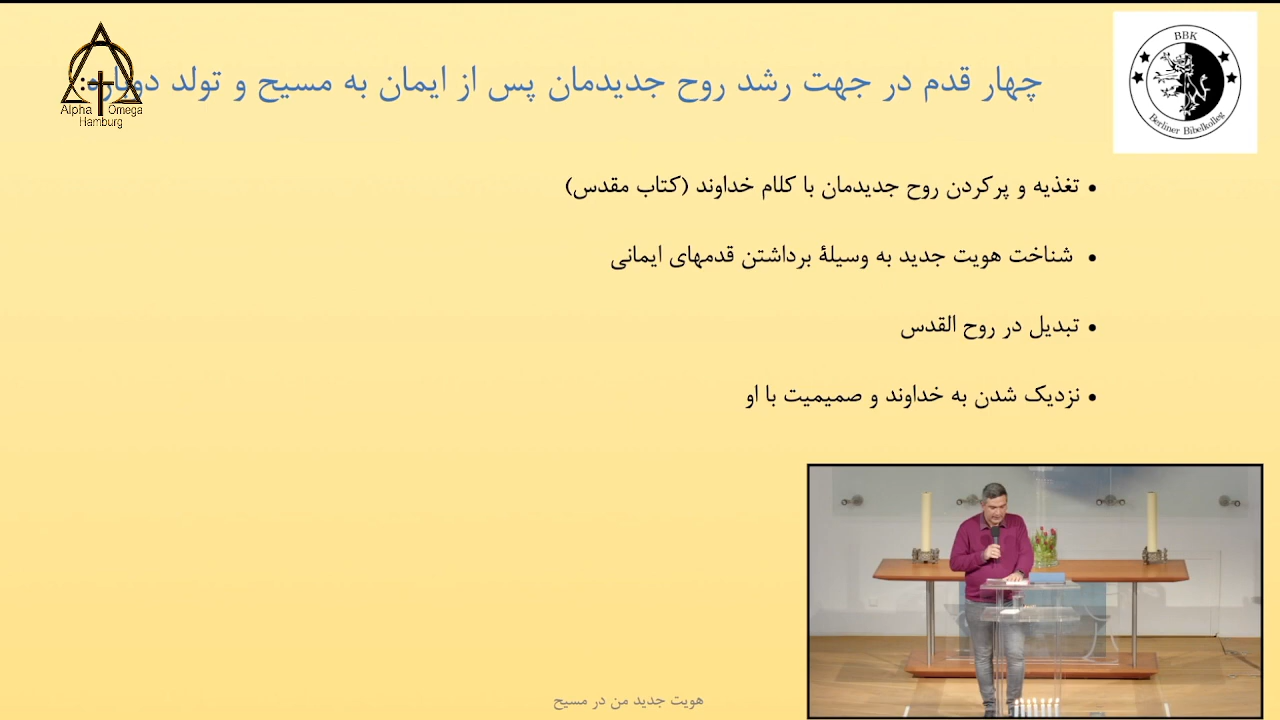 چهار قدم در جهت رشد روح جدیدمان پس از ایمان به مسیح و تولد دوباره:
Alpha Omega
Hamburg
BBK
Berliner Bibelkolleg
• تغذیه و پرکردن روح جدیدمان با کلام خداوند (کتاب مقدس)
• شناخت هویت جدید به وسیلۀ برداشتن قدمهای ایمانی
• تبدیل در روح القدس
• نزدیک شدن به خداوند و صمیمیت با او
هویت جدید من در مسیح